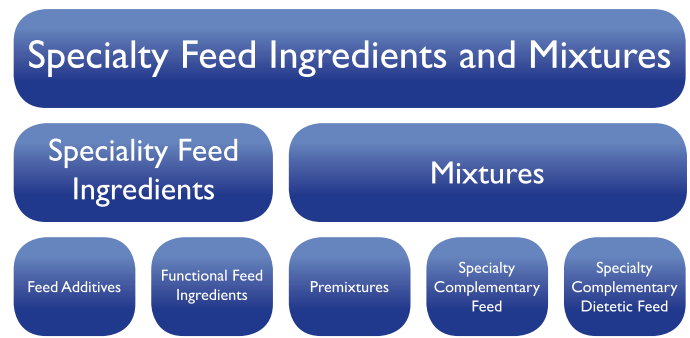 Specialty Feed Ingredients and Mixtures
Speciality Feed
Ingredients
Mixtures
Feed Additives
Functional Feed
Ingredients
Premixtures
Specialty
Complementary
Feed
Specialty
Complementary
Dietetic Feed